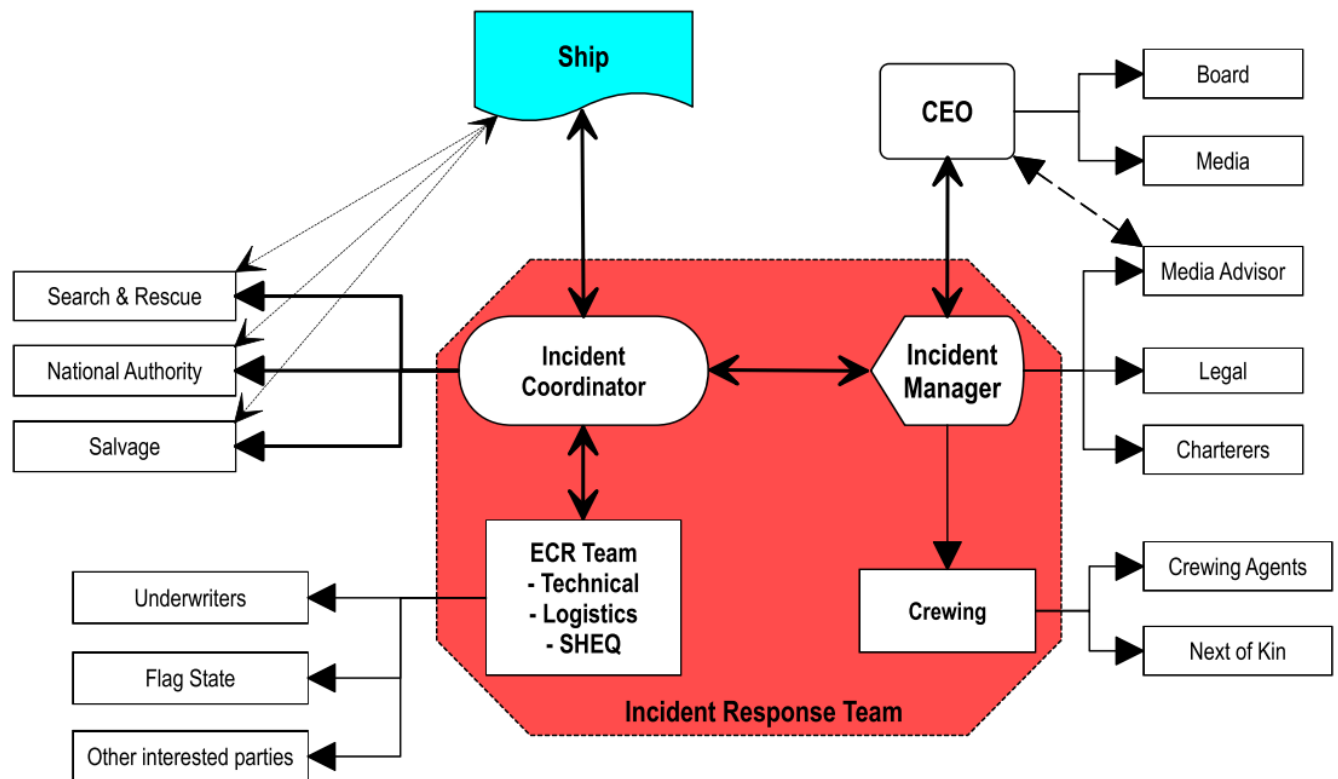 Ship
CEO
Board
Media
Search & Rescue
National Authority
Salvage
Incident
Coordinator
Incident
Manager
Media Advisor
Legal
Charterers
ECR Team
- Technical
- Logistics
- SHEQ
Crewing
Crewing Agents
Next of Kin
Underwriters
Flag State
Other interested parties
Incident Response Team